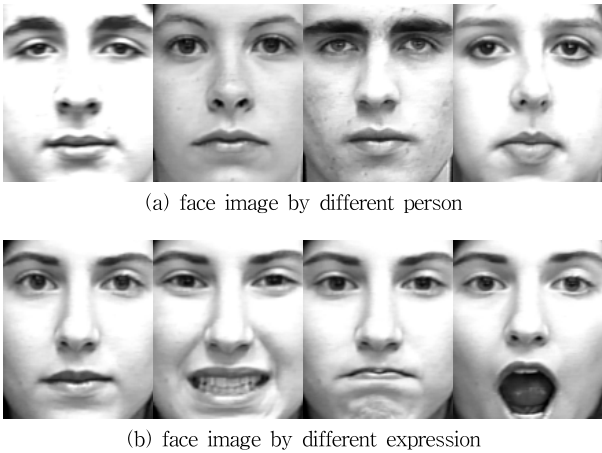 (a) face image by different person
(b) face image by different expression